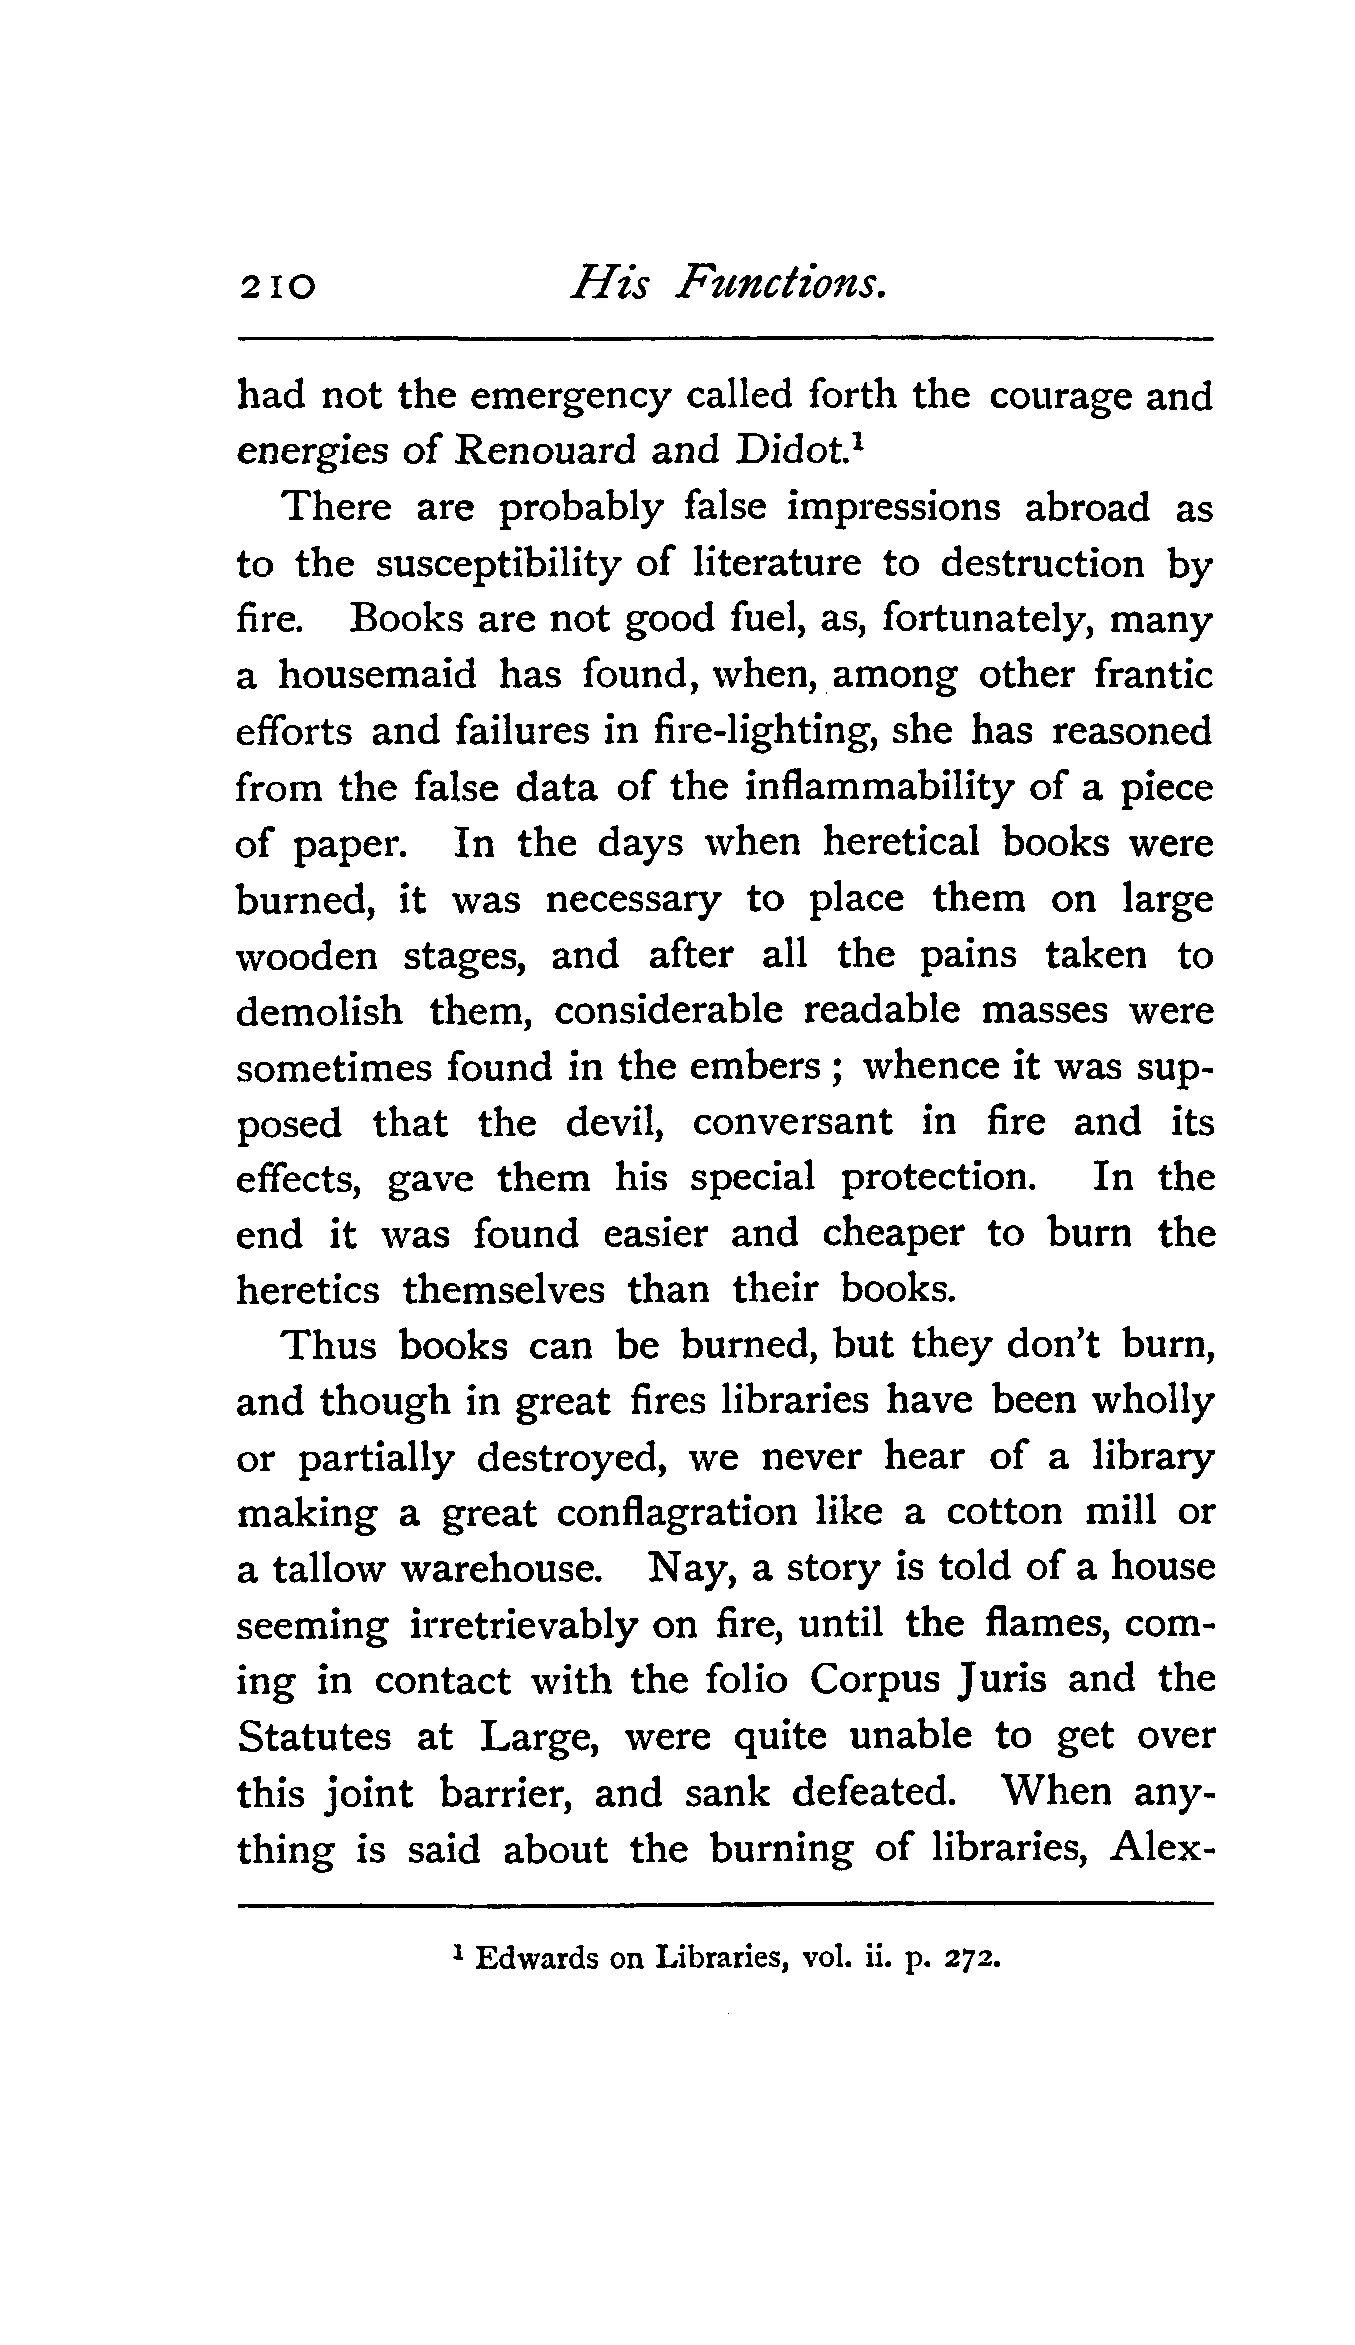 210 His Functions.
had not the emergency called forth the courage and
energies of Renouard and Didot.¹
There are probably false impressions abroad as
to the susceptibility of literature to destruction by
fire. Books are not good fuel, as, fortunately, many
a housemaid has found, when, among other frantic
efforts and failures in fire-lighting, she has reasoned
from the false data of the inflammability of a piece
of paper. In the days when heretical books were
burned, it was necessary to place them on large
wooden stages, and after all the pains taken to
demolish them, considerable readable masses were
sometimes found in the embers ; whence it was sup-
posed that the devil, conversant in fire and its
effects, gave them his special protection. In the
end it was found easier and cheaper to burn the
heretics themselves than their books.
Thus books can be burned, but they don't burn,
and though in great fires libraries have been wholly
or partially destroyed, we never hear of a library
making a great conflagration like a cotton mill or
a tallow warehouse. Nay, a story is told of a house
seeming irretrievably on fire, until the flames, com-
ing in contact with the folio Corpus Juris and the
Statutes at Large, were quite unable to get over
this joint barrier, and sank defeated. When any-
thing is said about the burning of libraries, Alex-
¹ Edwards on Libraries, vol. ii. p. 272.